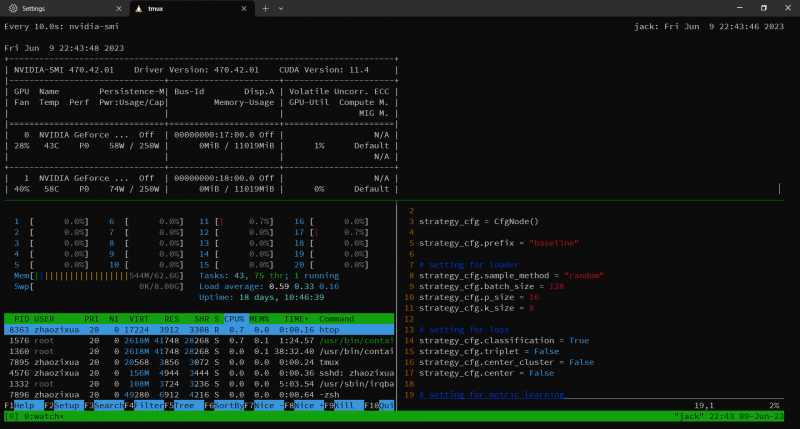 Settings
tmux
Every 10.0s: nvidia-smi
jack: Fri Jun  9 22:43:46 2023
Fri Jun  9 22:43:48 2023
NVIDIA-SMI 470.42.01    Driver Version: 470.42.01    CUDA Version: 11.4
GPU  Name        Persistence-M| Bus-Id        Disp.A | Volatile Uncorr. ECC
Fan  Temp  Perf  Pwr:Usage/Cap|         Memory-Usage | GPU-Util  Compute M.
MIG M.
0  NVIDIA GeForce ...  Off  | 00000000:17:00.0 Off |                  N/A
28%   43C    P0    58W / 250W |      0MiB / 11019MiB |      1%      Default
N/A
1  NVIDIA GeForce ...  Off  | 00000000:18:00.0 Off |                  N/A
40%   58C    P0    74W / 250W |      0MiB / 11019MiB |      0%      Default
1  [          0.0%]   6  [          0.0%]   11 [|         0.7%]   16 [          0.0%]
2  [          0.0%]   7  [          0.0%]   12 [          0.0%]   17 [|         0.7%]
3  [          0.0%]   8  [          0.0%]   13 [          0.0%]   18 [          0.0%]
4  [          0.0%]   9  [          0.0%]   14 [          0.0%]   19 [          0.0%]
5  [          0.0%]   10 [          0.0%]   15 [          0.0%]   20 [          0.0%]
Mem[||||||||||||||||||||544M/62.6G]   Tasks: 43, 75 thr; 1 running
Swp[                     0K/8.00G]   Load average: 0.59 0.33 0.16
Uptime: 18 days, 10:46:39
PID USER      PRI  NI  VIRT   RES   SHR S CPU% MEM%   TIME+  Command
8363 zhaozixua  20   0 17224  3912  3308 R  0.7  0.0  0:00.16 htop
1576 root       20   0 2618M 41748 28268 S  0.7  0.1  1:24.57 /usr/bin/contai
1360 root       20   0 2618M 41748 28268 S  0.0  0.1 38:32.40 /usr/bin/contai
7895 zhaozixua  20   0 20568  3856  3072 S  0.0  0.0  0:00.24 tmux
4576 zhaozixua  20   0  156M  4944  3444 S  0.0  0.0  0:00.36 sshd: zhaozixua
1332 root       20   0  108M  3724  3236 S  0.0  0.0  5:03.54 /usr/sbin/irqba
7896 zhaozixua  20   0 49280  6912  4216 S  0.0  0.0  0:00.64 -zsh
F1Help  F2Setup F3SearchF4FilterF5Tree  F6SortByF7Nice -F8Nice +F9Kill  F10Qui
2
3 strategy_cfg = CfgNode()
4
5 strategy_cfg.prefix = "baseline"
6
7 # setting for loader
8 strategy_cfg.sample_method = "random"
9 strategy_cfg.batch_size = 128
10 strategy_cfg.p_size = 16
11 strategy_cfg.k_size = 8
12
13 # setting for loss
14 strategy_cfg.classification = True
15 strategy_cfg.triplet = False
16 strategy_cfg.center_cluster = False
17 strategy_cfg.center = False
18
19 # setting for metric learning
19,1           2%
[0] 0:watch*
"jack" 22:43 09-Jun-23